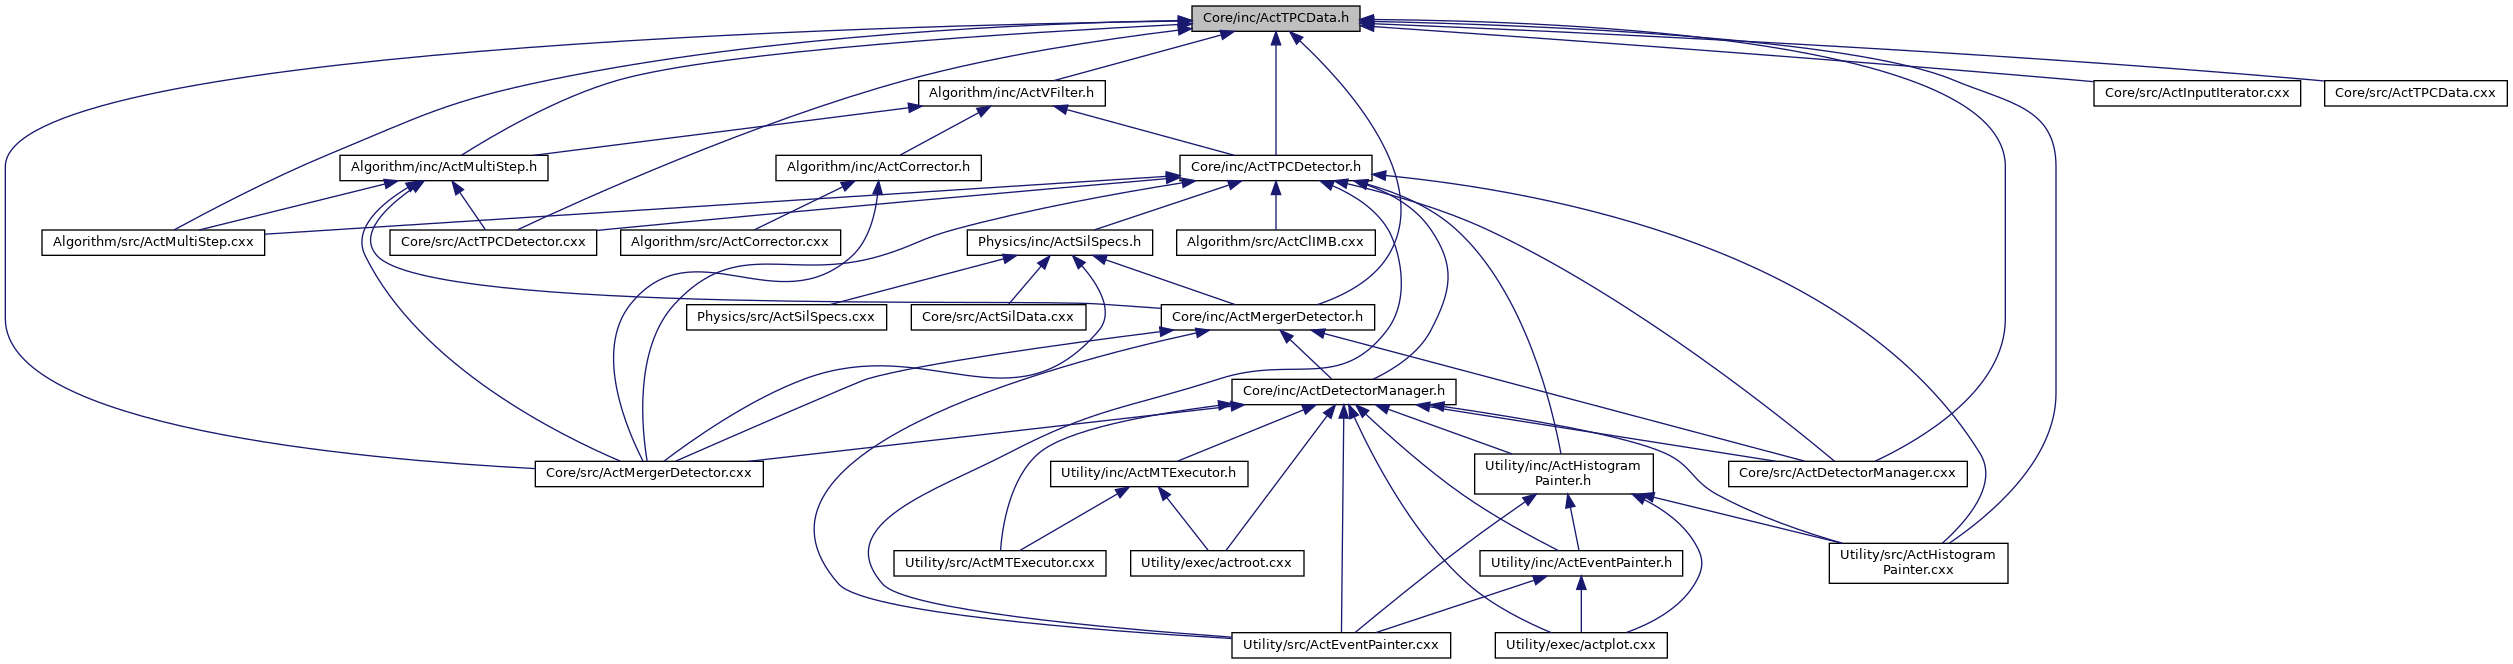 Core/inc/ActTPCData.h
Algorithm/inc/ActVFilter.h
Core/src/ActInputIterator.cxx
Core/src/ActTPCData.cxx
Algorithm/inc/ActMultiStep.h
Algorithm/inc/ActCorrector.h
Core/inc/ActTPCDetector.h
Algorithm/src/ActMultiStep.cxx
Core/src/ActTPCDetector.cxx
Algorithm/src/ActCorrector.cxx
Physics/inc/ActSilSpecs.h
Algorithm/src/ActClIMB.cxx
Physics/src/ActSilSpecs.cxx
Core/src/ActSilData.cxx
Core/inc/ActMergerDetector.h
Core/inc/ActDetectorManager.h
Core/src/ActMergerDetector.cxx
Utility/inc/ActMTExecutor.h
Utility/inc/ActHistogram
Painter.h
Core/src/ActDetectorManager.cxx
Utility/src/ActMTExecutor.cxx
Utility/exec/actroot.cxx
Utility/inc/ActEventPainter.h
Utility/src/ActHistogram
Painter.cxx
Utility/src/ActEventPainter.cxx
Utility/exec/actplot.cxx